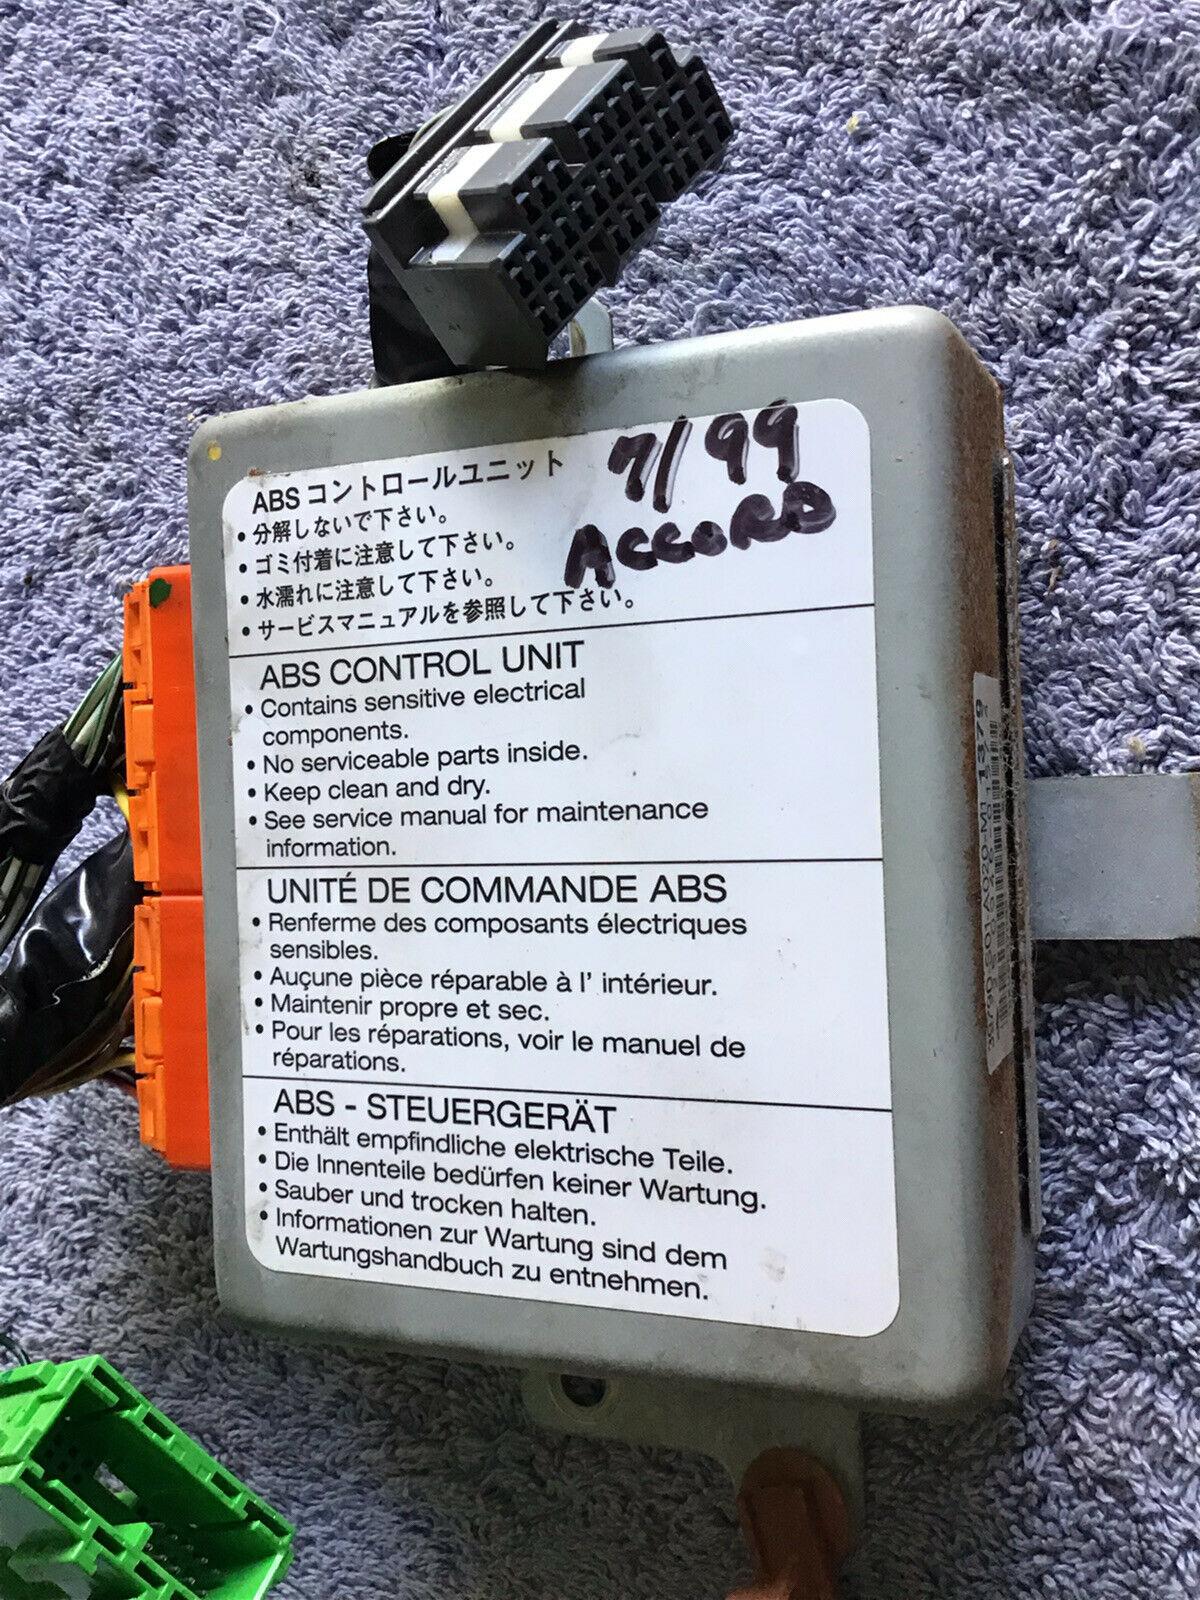 7/99
ACCORD
ABS コントロールユニット
• 分解しないで下さい。
• ゴミ付着に注意して下さい。
• 水濡れに注意して下さい。
• サービスマニュアルを参照して下さい。
ABS CONTROL UNIT
• Contains sensitive electrical
components.
• No serviceable parts inside.
• Keep clean and dry.
• See service manual for maintenance
information.
UNITÉ DE COMMANDE ABS
• Renferme des composants électriques
sensibles.
• Auçune pièce réparable à l' intérieur.
• Maintenir propre et sec.
• Pour les réparations, voir le manuel de
réparations.
ABS - STEUERGERÄT
• Enthält empfindliche elektrische Teile.
• Die Innenteile bedürfen keiner Wartung.
• Sauber und trocken halten.
• Informationen zur Wartung sind dem
Wartungshandbuch zu entnehmen.